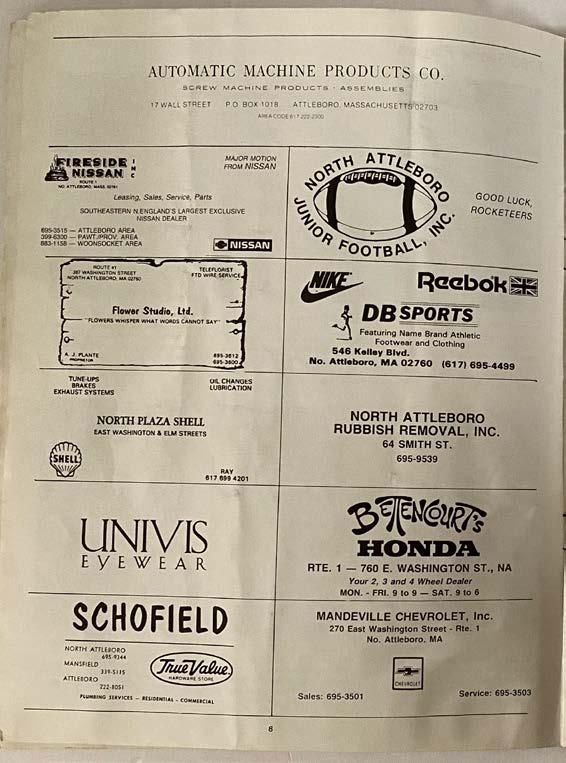 AUTOMATIC MACHINE PRODUCTS CO.
SCREW MACHINE PRODUCTS · ASSEMBLIES
17 WALL STREET P.O. BOX 1018 ATTLEBORO, MASSACHUSETTS 02703
AREA CODE 617 222-2300
FIRESIDE NISSAN INC
ROUTE 1
NO. ATTLEBORO, MASS. 02761
MAJOR MOTION
FROM NISSAN
Leasing, Sales, Service, Parts
SOUTHEASTERN N.ENGLAND'S LARGEST EXCLUSIVE
NISSAN DEALER
695-3515 — ATTLEBORO AREA
399-6300 — PAWT./PROV. AREA
883-1158 — WOONSOCKET AREA
NISSAN
NORTH ATTLEBORO
JUNIOR FOOTBALL, INC.
GOOD LUCK,
ROCKETEERS
ROUTE #1
387 WASHINGTON STREET
NORTH ATTLEBORO, MA 02760
TELEFLORIST
FTD WIRE SERVICE
Flower Studio, Ltd.
"FLOWERS WHISPER WHAT WORDS CANNOT SAY"
A. J. PLANTE
PROPRIETOR
695-3612
695-3600
NIKE
Reebok
DB SPORTS
Featuring Name Brand Athletic
Footwear and Clothing
546 Kelley Blvd.
No. Attleboro, MA 02760 (617) 695-4499
TUNE-UPS
BRAKES
EXHAUST SYSTEMS
OIL CHANGES
LUBRICATION
NORTH PLAZA SHELL
EAST WASHINGTON & ELM STREETS
SHELL
RAY
617 699 4201
NORTH ATTLEBORO
RUBBISH REMOVAL, INC.
64 SMITH ST.
695-9539
UNIVIS
EYEWEAR
BETTENCOURT'S
HONDA
RTE. 1 — 760 E. WASHINGTON ST., NA
Your 2, 3 and 4 Wheel Dealer
MON. - FRI. 9 to 9 — SAT. 9 to 6
SCHOFIELD
NORTH ATTLEBORO
695-9344
MANSFIELD
339-5115
ATTLEBORO
222-8051
True Value
HARDWARE STORE
PLUMBING SERVICES — RESIDENTIAL - COMMERCIAL
MANDEVILLE CHEVROLET, Inc.
270 East Washington Street - Rte. 1
No. Attleboro, MA
CHEVROLET
Sales: 695-3501
Service: 695-3503
8